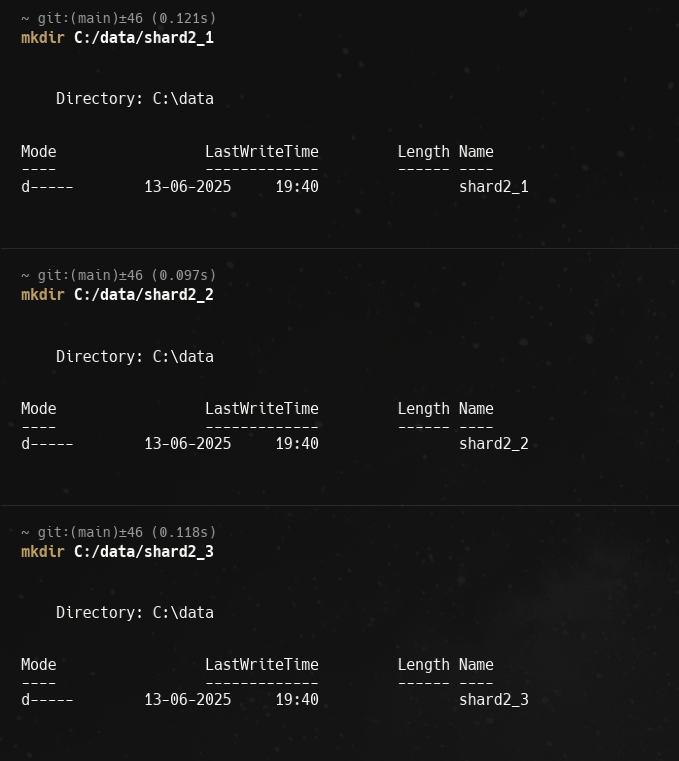 ~ git:(main)±46 (0.121s)
mkdir C:/data/shard2_1
Directory: C:\data
Mode LastWriteTime Length Name
---- ------------- ------ ----
d----- 13-06-2025 19:40 shard2_1
~ git:(main)±46 (0.097s)
mkdir C:/data/shard2_2
Directory: C:\data
Mode LastWriteTime Length Name
---- ------------- ------ ----
d----- 13-06-2025 19:40 shard2_2
~ git:(main)±46 (0.118s)
mkdir C:/data/shard2_3
Directory: C:\data
Mode LastWriteTime Length Name
---- ------------- ------ ----
d----- 13-06-2025 19:40 shard2_3